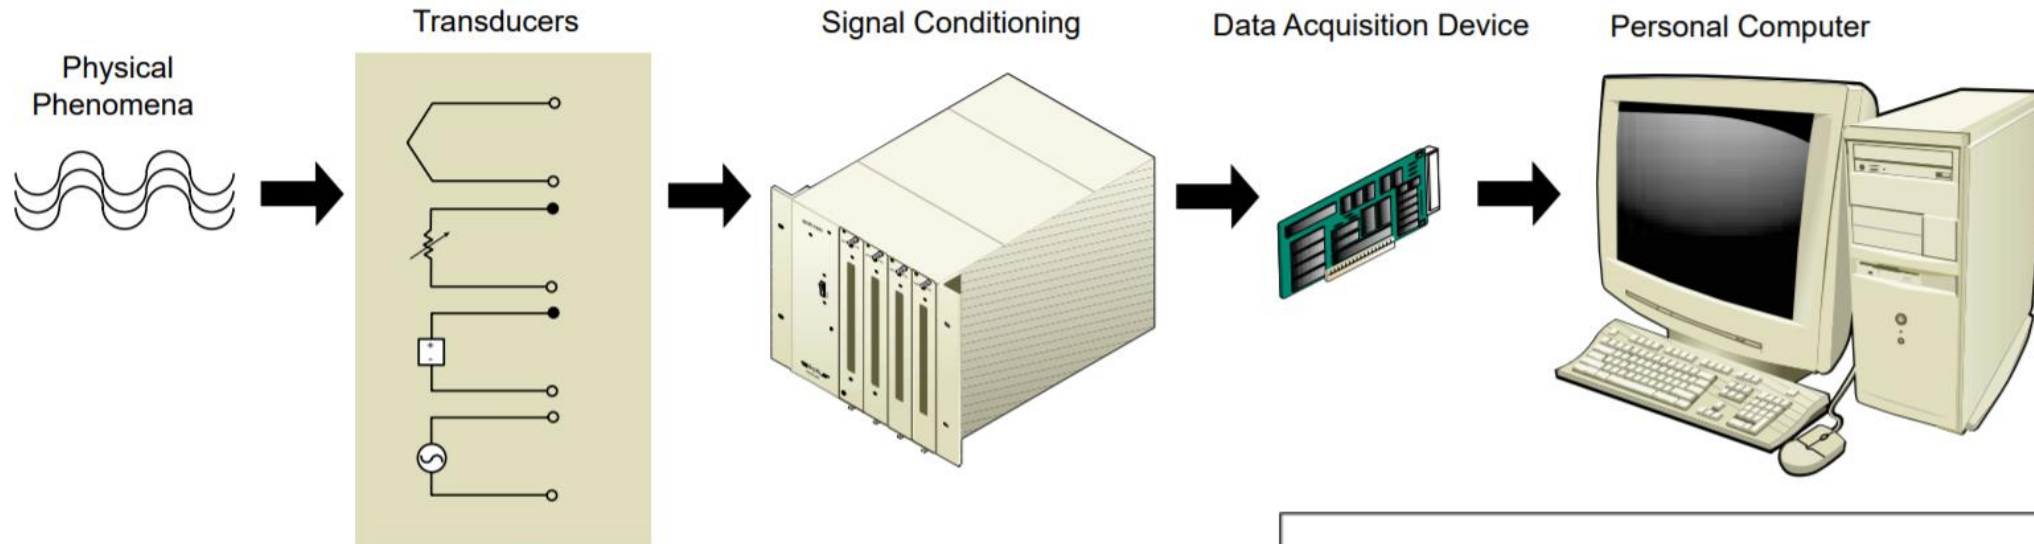 Physical
Phenomena
Transducers
Signal Conditioning
Data Acquisition Device
Personal Computer